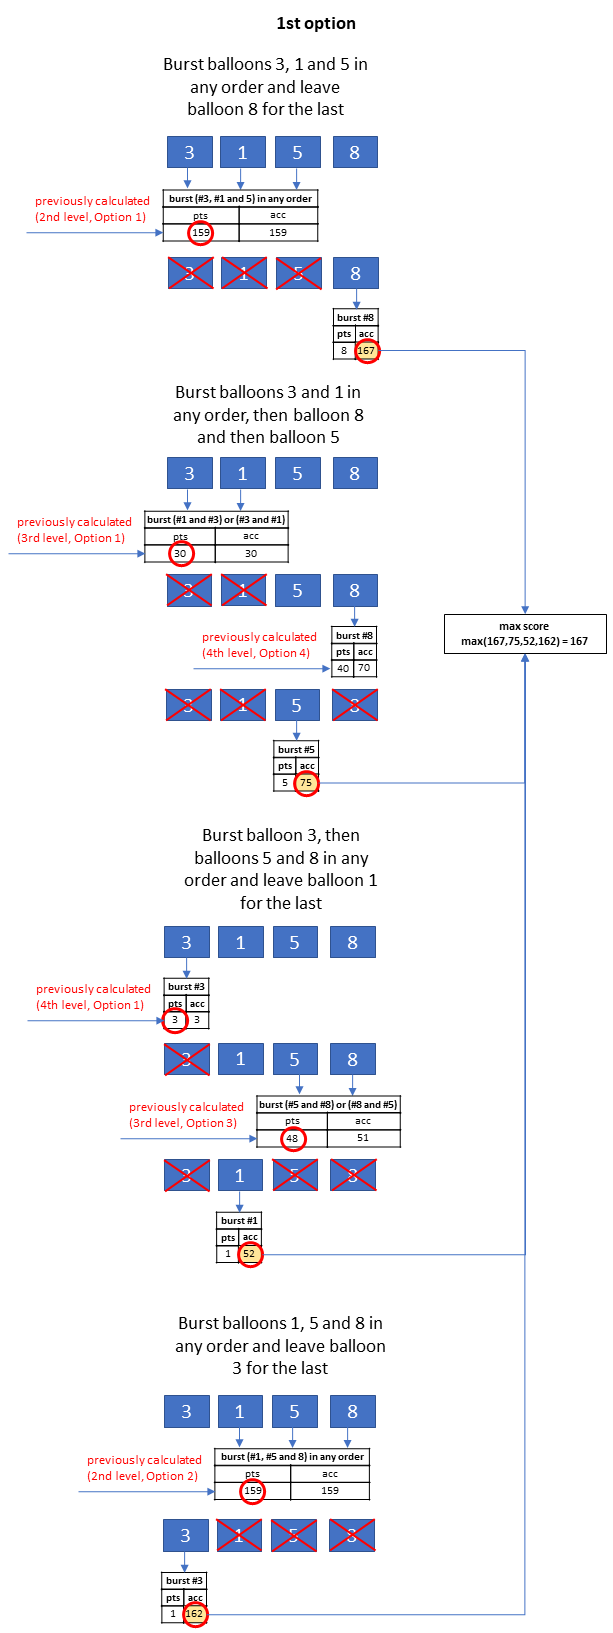 1st option
Burst balloons 3, 1 and 5 in
any order and leave
balloon 8 for the last
3 1 5 8
previously calculated
(2nd level, Option 1)
burst (#3, #1 and 5) in any order
pts acc
159 159
3 1 5 8
burst #8
pts acc
8 167
Burst balloons 3 and 1 in
any order, then balloon 8
and then balloon 5
3 1 5 8
previously calculated
(3rd level, Option 1)
burst (#1 and #3) or (#3 and #1)
pts acc
30 30
3 1 5 8
max score
max(167,75,52,162) = 167
previously calculated
(4th level, Option 4)
burst #8
pts acc
40 70
3 1 5 8
burst #5
pts acc
5 75
Burst balloon 3, then
balloons 5 and 8 in any
order and leave balloon 1
for the last
3 1 5 8
previously calculated
(4th level, Option 1)
burst #3
pts acc
3 3
3 1 5 8
previously calculated
(3rd level, Option 3)
burst (#5 and #8) or (#8 and #5)
pts acc
48 51
3 1 5 8
burst #1
pts acc
1 52
Burst balloons 1, 5 and 8 in
any order and leave balloon
3 for the last
3 1 5 8
previously calculated
(2nd level, Option 2)
burst (#1, #5 and 8) in any order
pts acc
159 159
3 1 5 8
burst #3
pts acc
1 162